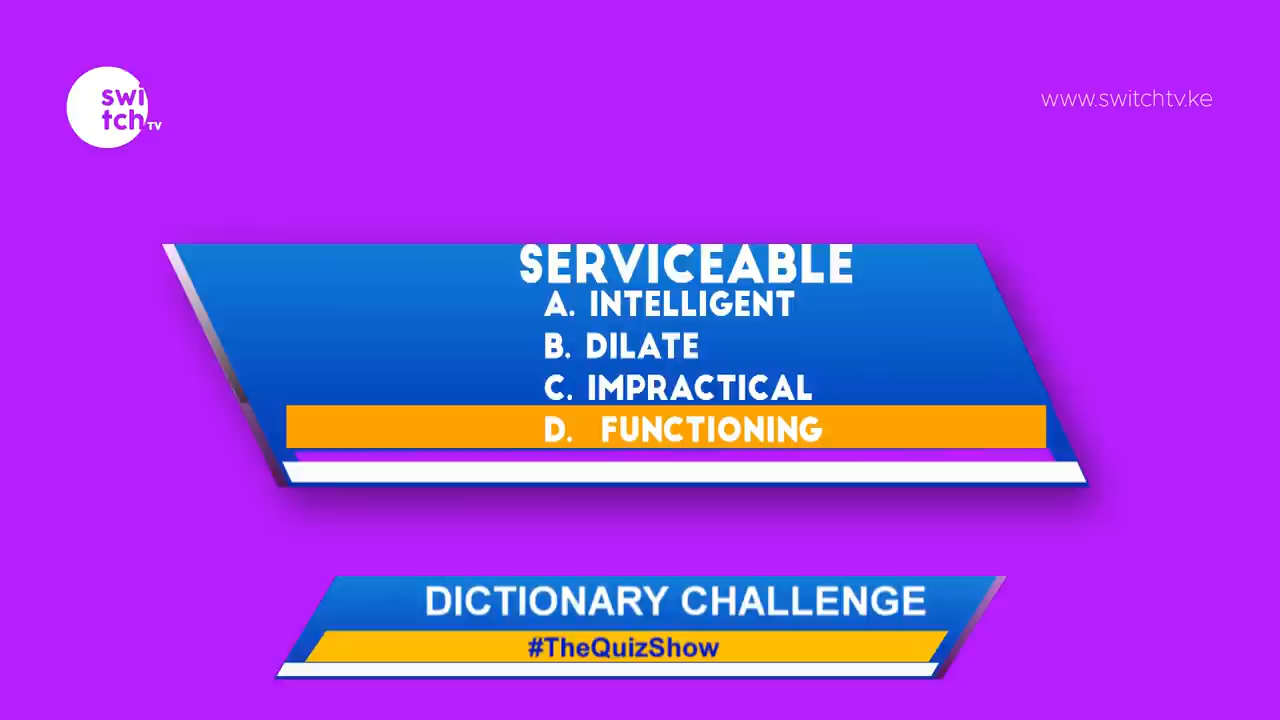 swi
tch TV
www.switchtv.ke
SERVICEABLE
A. INTELLIGENT
B. DILATE
C. IMPRACTICAL
D. FUNCTIONING
DICTIONARY CHALLENGE
#TheQuizShow